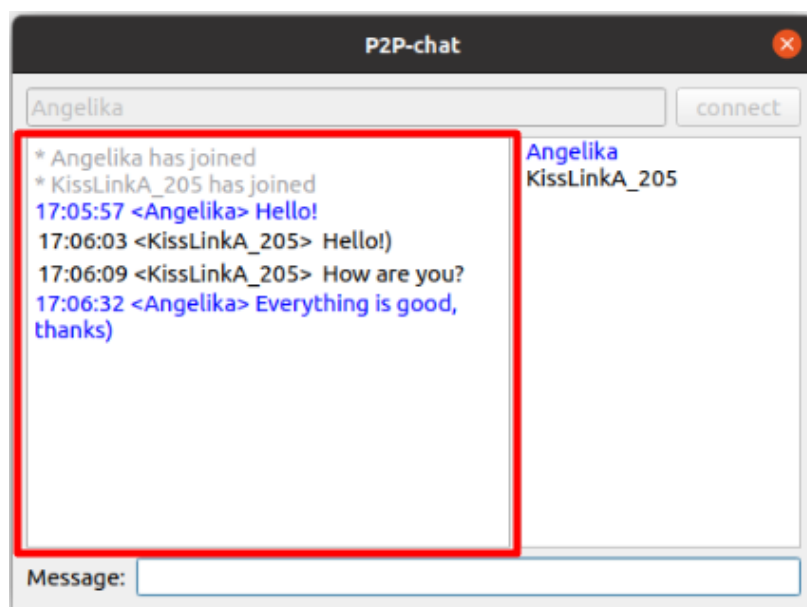 P2P-chat
Angelika
connect
* Angelika has joined
* KissLinkA_205 has joined
17:05:57 <Angelika> Hello!
17:06:03 <KissLinkA_205> Hello!)
17:06:09 <KissLinkA_205> How are you?
17:06:32 <Angelika> Everything is good,
thanks)
Angelika
KissLinkA_205
Message: